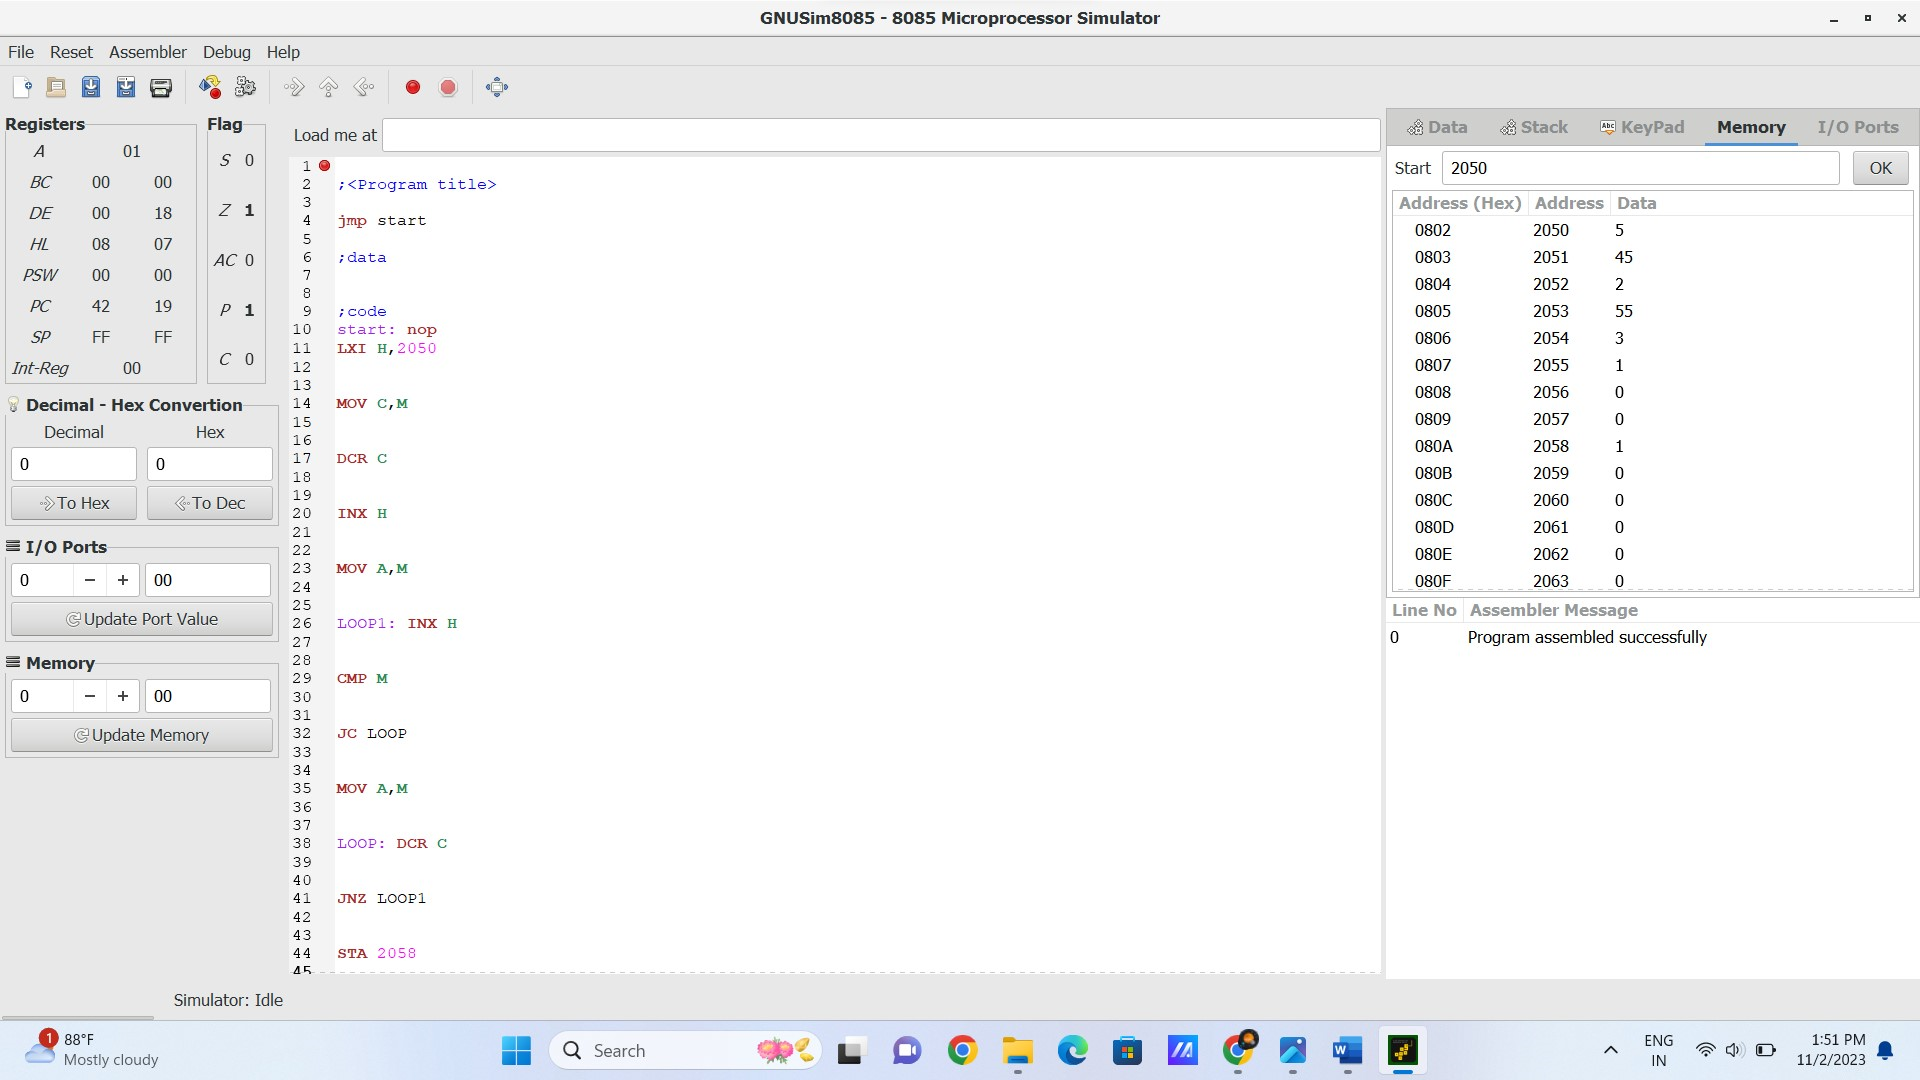 GNUSim8085 - 8085 Microprocessor Simulator
File Reset Assembler Debug Help
Registers
A 01
BC 00 00
DE 00 18
HL 08 07
PSW 00 00
PC 42 19
SP FF FF
Int-Reg 00
Flag
S 0
Z 1
AC 0
P 1
C 0
Decimal - Hex Convertion
Decimal Hex
0 0
To Hex To Dec
I/O Ports
0 − + 00
Update Port Value
Memory
0 − + 00
Update Memory
Load me at
1
2 ;<Program title>
3
4 jmp start
5
6 ;data
7
8
9 ;code
10 start: nop
11 LXI H,2050
12
13
14 MOV C,M
15
16
17 DCR C
18
19
20 INX H
21
22
23 MOV A,M
24
25
26 LOOP1: INX H
27
28
29 CMP M
30
31
32 JC LOOP
33
34
35 MOV A,M
36
37
38 LOOP: DCR C
39
40
41 JNZ LOOP1
42
43
44 STA 2058
45
Data Stack Abc KeyPad Memory I/O Ports
Start 2050 OK
Address (Hex) Address Data
0802 2050 5
0803 2051 45
0804 2052 2
0805 2053 55
0806 2054 3
0807 2055 1
0808 2056 0
0809 2057 0
080A 2058 1
080B 2059 0
080C 2060 0
080D 2061 0
080E 2062 0
080F 2063 0
Line No Assembler Message
0 Program assembled successfully
Simulator: Idle
1 88°F
Mostly cloudy
Search
ENG
IN
1:51 PM
11/2/2023